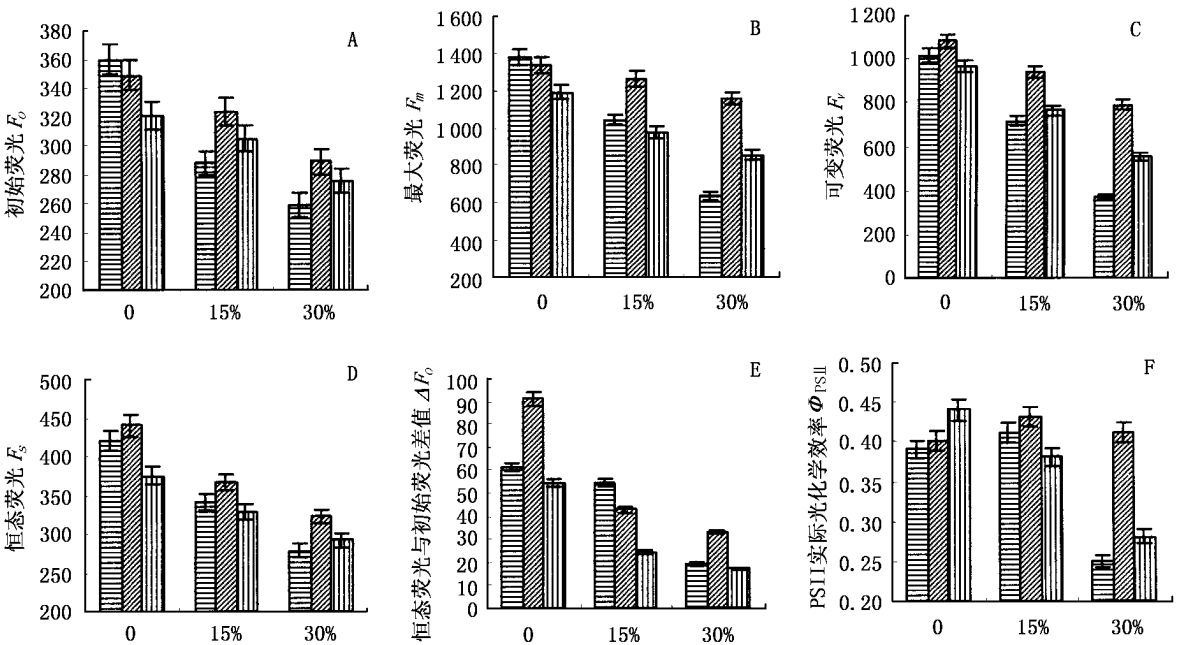 A
初始荧光 Fo
380
360
340
320
300
280
260
240
220
200
0 15% 30%
B
最大荧光 Fm
1 600
1 400
1 200
1 000
800
600
400
200
0 15% 30%
C
可变荧光 Fv
1 200
1 000
800
600
400
200
0
0 15% 30%
D
恒态荧光 Fs
500
450
400
350
300
250
200
0 15% 30%
E
恒态荧光与初始荧光差值 ΔFo
100
90
80
70
60
50
40
30
20
10
0
0 15% 30%
F
PSII实际光化学效率 ΦPSII
0.50
0.45
0.40
0.35
0.30
0.25
0.20
0 15% 30%